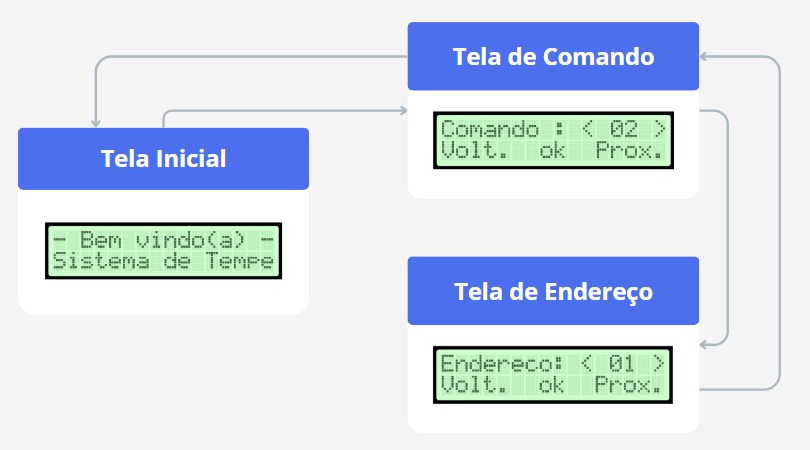 Tela de Comando
Comando : < 02 >
Volt. ok Prox.
Tela Inicial
- Bem vindo(a) -
Sistema de Tempe
Tela de Endereço
Endereco: < 01 >
Volt. ok Prox.